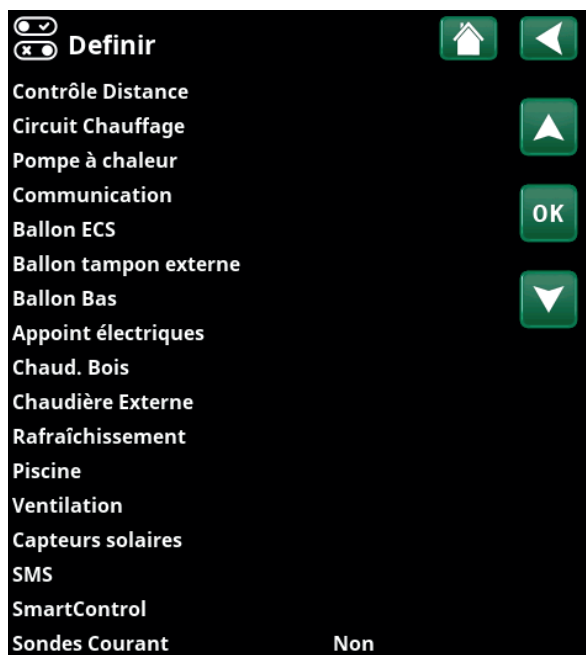 Definir
Contrôle Distance
Circuit Chauffage
Pompe à chaleur
Communication
OK
Ballon ECS
Ballon tampon externe
Ballon Bas
Appoint électriques
Chaud. Bois
Chaudière Externe
Rafraîchissement
Piscine
Ventilation
Capteurs solaires
SMS
SmartControl
Sondes Courant Non